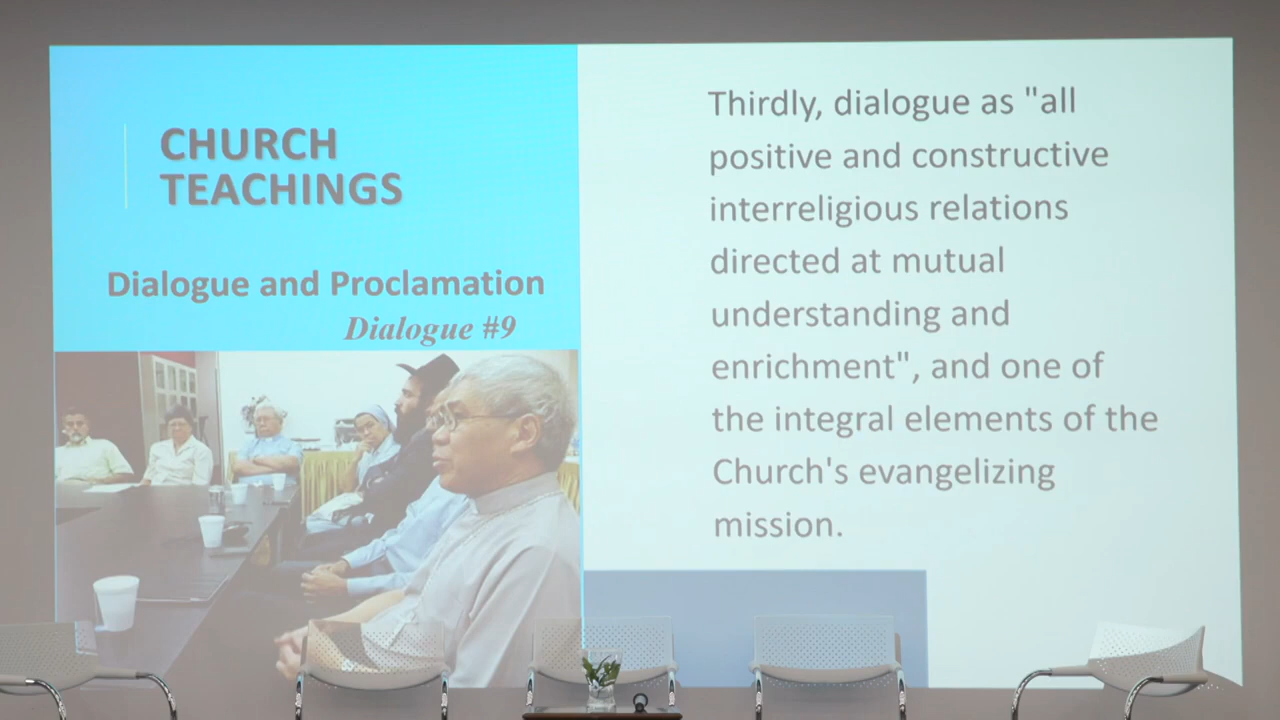 CHURCH
TEACHINGS
Dialogue and Proclamation
Dialogue #9
Thirdly, dialogue as "all
positive and constructive
interreligious relations
directed at mutual
understanding and
enrichment", and one of
the integral elements of the
Church's evangelizing
mission.